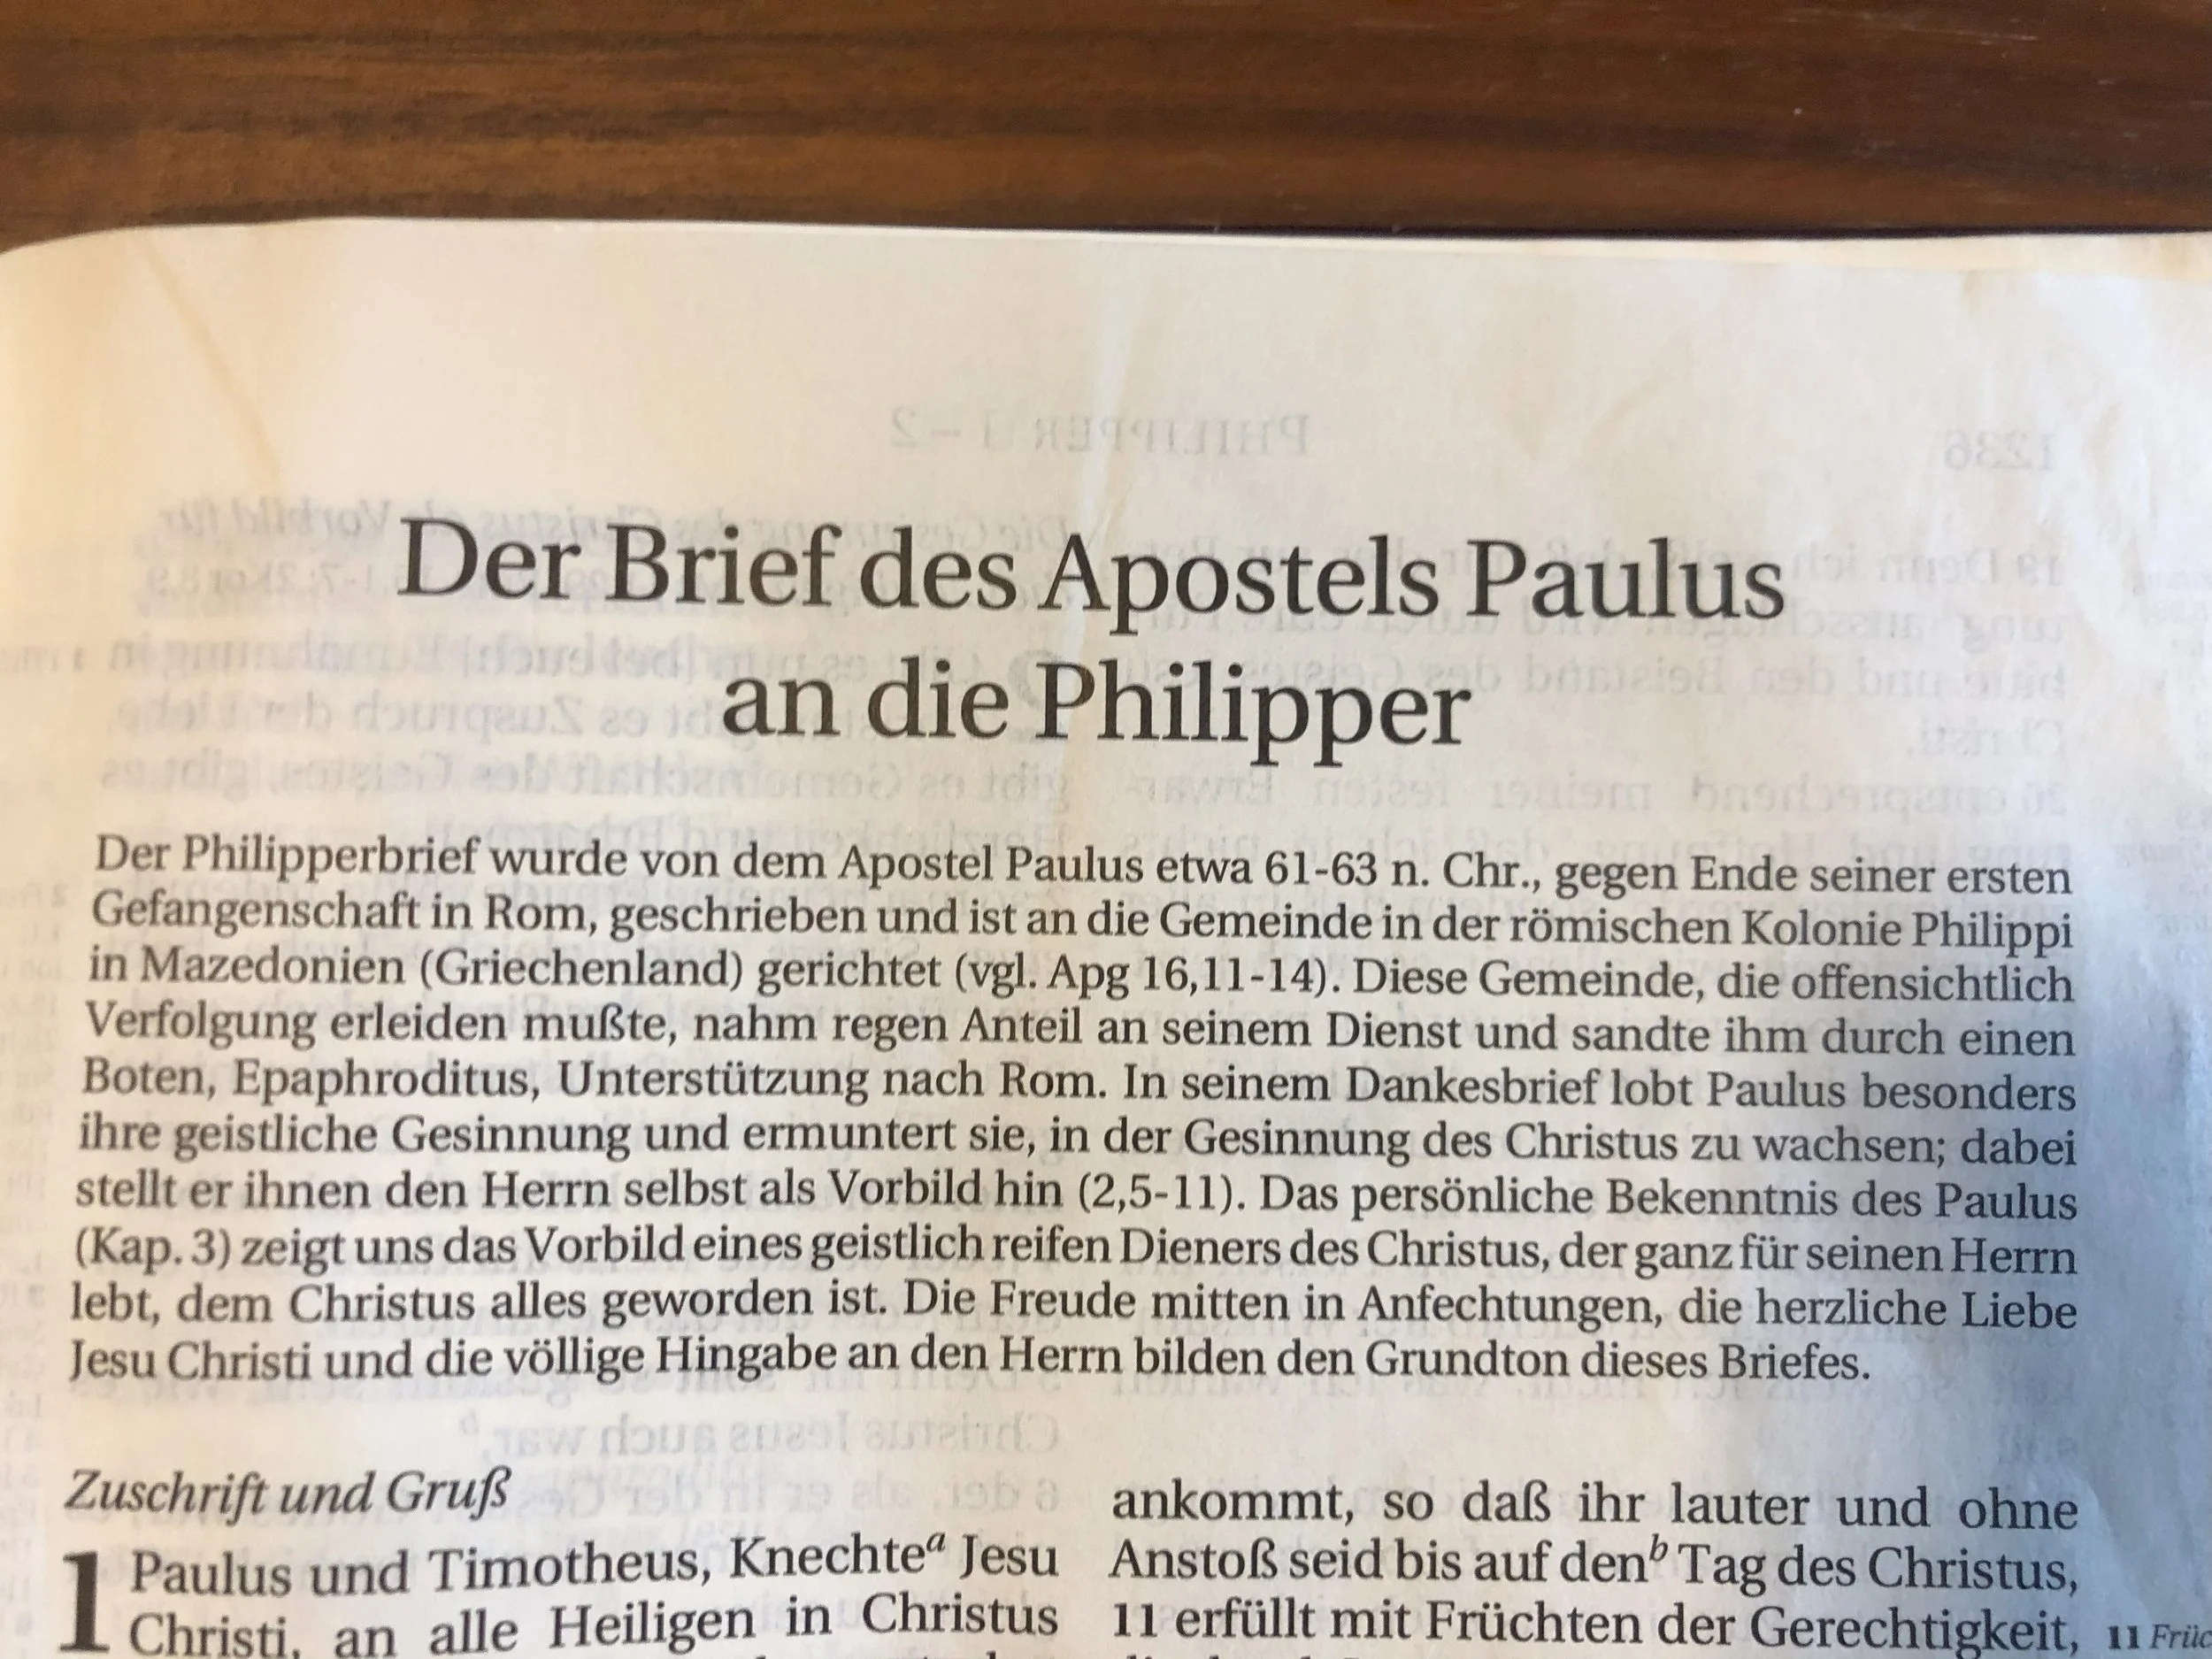 Der Brief des Apostels Paulus
an die Philipper
Der Philipperbrief wurde von dem Apostel Paulus etwa 61-63 n. Chr., gegen Ende seiner ersten
Gefangenschaft in Rom, geschrieben und ist an die Gemeinde in der römischen Kolonie Philippi
in Mazedonien (Griechenland) gerichtet (vgl. Apg 16,11-14). Diese Gemeinde, die offensichtlich
Verfolgung erleiden mußte, nahm regen Anteil an seinem Dienst und sandte ihm durch einen
Boten, Epaphroditus, Unterstützung nach Rom. In seinem Dankesbrief lobt Paulus besonders
ihre geistliche Gesinnung und ermuntert sie, in der Gesinnung des Christus zu wachsen; dabei
stellt er ihnen den Herrn selbst als Vorbild hin (2,5-11). Das persönliche Bekenntnis des Paulus
(Kap. 3) zeigt uns das Vorbild eines geistlich reifen Dieners des Christus, der ganz für seinen Herrn
lebt, dem Christus alles geworden ist. Die Freude mitten in Anfechtungen, die herzliche Liebe
Jesu Christi und die völlige Hingabe an den Herrn bilden den Grundton dieses Briefes.
Zuschrift und Gruß
1 Paulus und Timotheus, Knechteᵃ Jesu
Christi, an alle Heiligen in Christus
ankommt, so daß ihr lauter und ohne
Anstoß seid bis auf denᵇ Tag des Christus,
11 erfüllt mit Früchten der Gerechtigkeit,
11